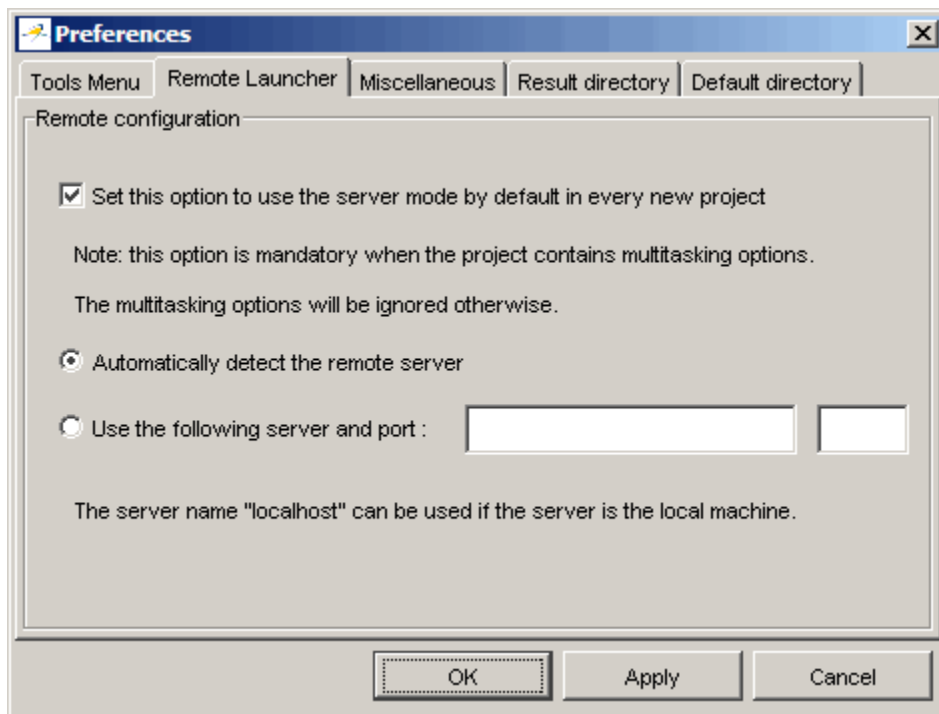 Preferences
Tools Menu Remote Launcher Miscellaneous Result directory Default directory
Remote configuration
Set this option to use the server mode by default in every new project
Note: this option is mandatory when the project contains multitasking options.
The multitasking options will be ignored otherwise.
Automatically detect the remote server
Use the following server and port :
The server name "localhost" can be used if the server is the local machine.
OK Apply Cancel